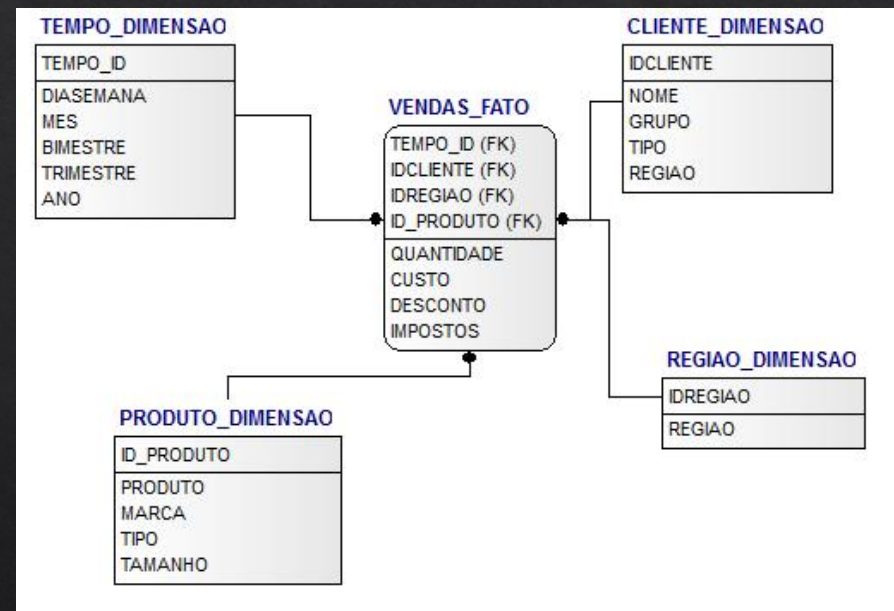 TEMPO_DIMENSAO
TEMPO_ID
DIASEMANA
MES
BIMESTRE
TRIMESTRE
ANO
VENDAS_FATO
TEMPO_ID (FK)
IDCLIENTE (FK)
IDREGIAO (FK)
ID_PRODUTO (FK)
QUANTIDADE
CUSTO
DESCONTO
IMPOSTOS
CLIENTE_DIMENSAO
IDCLIENTE
NOME
GRUPO
TIPO
REGIAO
PRODUTO_DIMENSAO
ID_PRODUTO
PRODUTO
MARCA
TIPO
TAMANHO
REGIAO_DIMENSAO
IDREGIAO
REGIAO